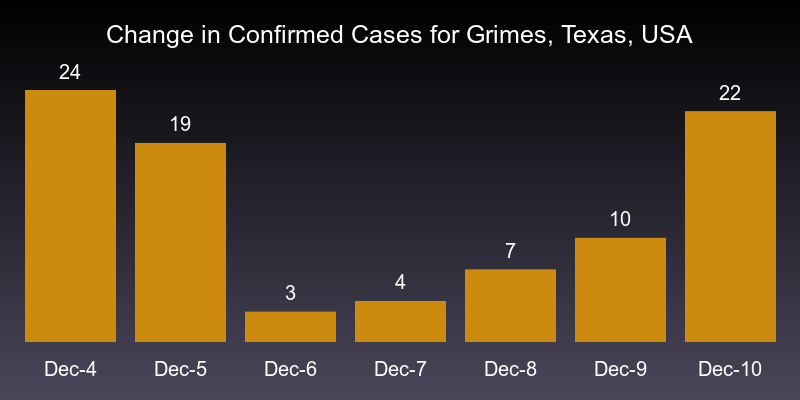 Change in Confirmed Cases for Grimes, Texas, USA
24
19
3
4
7
10
22
Dec-4
Dec-5
Dec-6
Dec-7
Dec-8
Dec-9
Dec-10